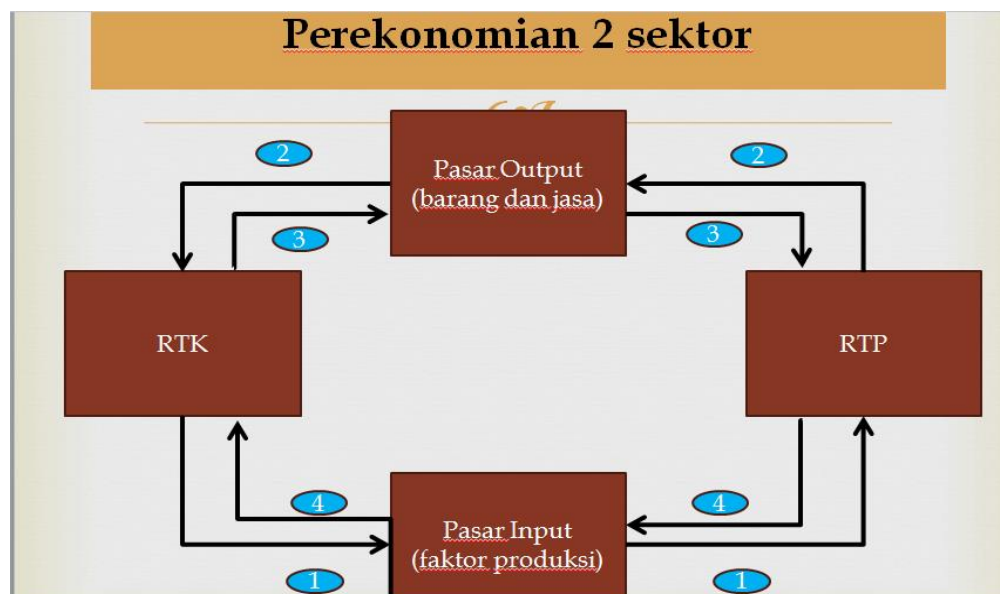 Perekonomian 2 sektor
2
2
Pasar Output
(barang dan jasa)
3
3
RTK
RTP
4
4
Pasar Input
(faktor produksi)
1
1